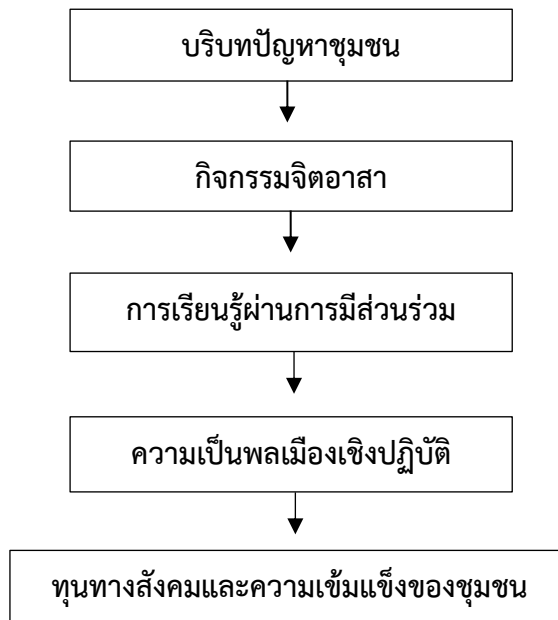 บริบทปัญหาชุมชน
กิจกรรมจิตอาสา
การเรียนรู้ผ่านการมีส่วนร่วม
ความเป็นพลเมืองเชิงปฏิบัติ
ทุนทางสังคมและความเข้มแข็งของชุมชน